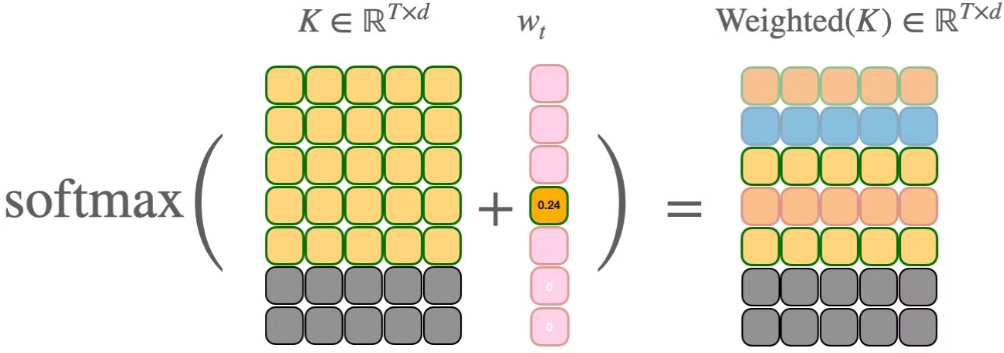 K ∈ ℝ^{T×d} w_t Weighted(K) ∈ ℝ^{T×d}
softmax( + ) =
0.24
0
0